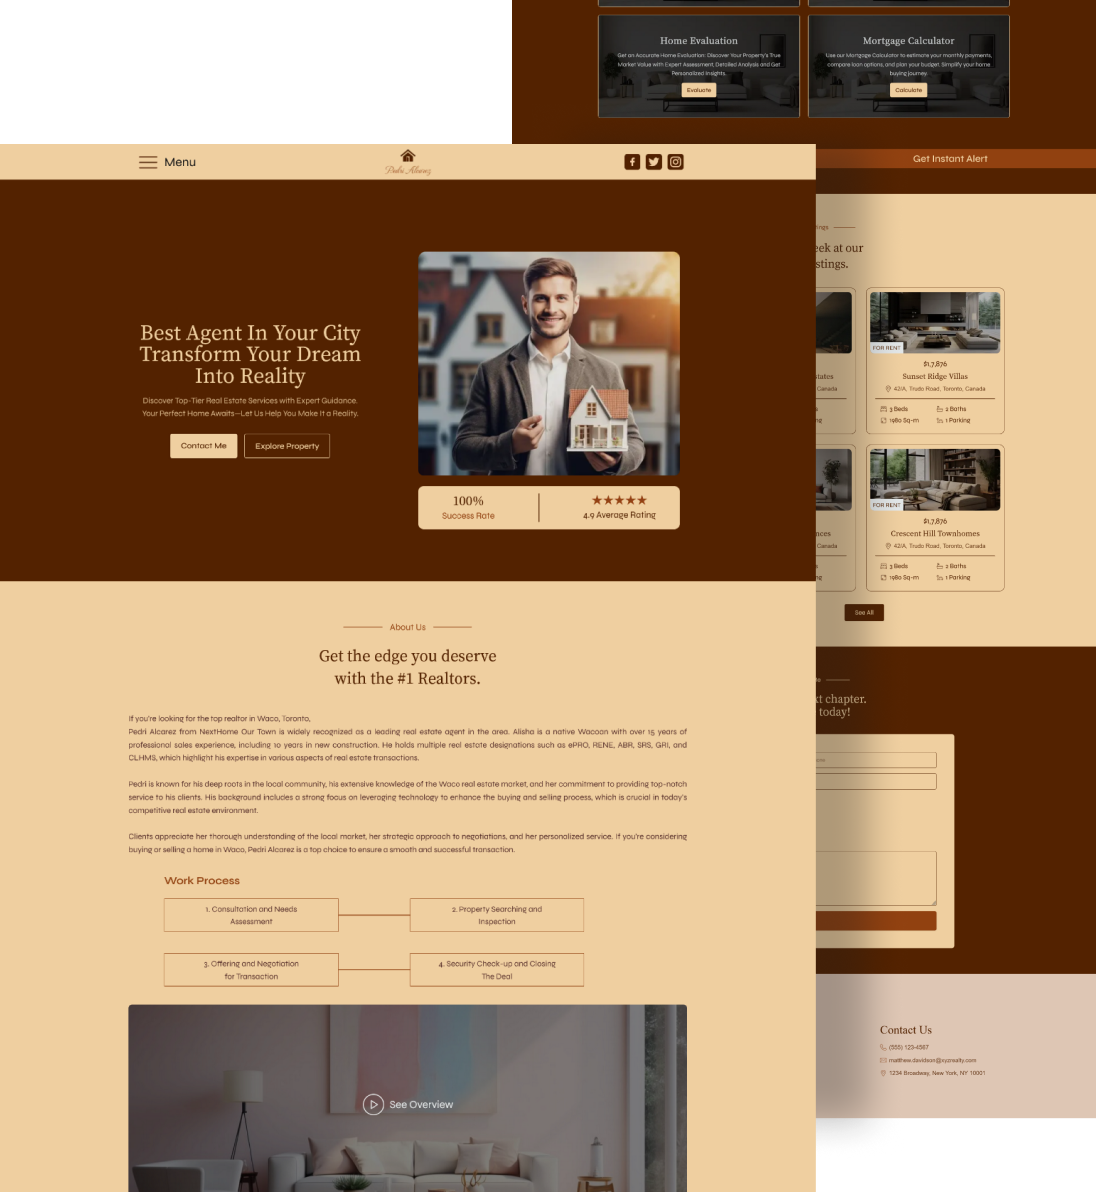 Home Evaluation
Get an Accurate Home Evaluation: Discover Your Property's True
Market Value with Expert Assessment, Detailed Analysis and Get
Personalized Insights.
Evaluate
Mortgage Calculator
Use our Mortgage Calculator to estimate your monthly payments,
compare loan options, and plan your budget. Simplify your home
buying journey.
Calculate
Get Instant Alert
Menu
Pedri Alcarez
Best Agent In Your City
Transform Your Dream
Into Reality
Discover Top-Tier Real Estate Services with Expert Guidance.
Your Perfect Home Awaits—Let Us Help You Make It a Reality.
Contact Me
Explore Property
100%
Success Rate
★★★★★
4.9 Average Rating
About Us
Get the edge you deserve
with the #1 Realtors.
If you're looking for the top realtor in Waco, Toronto,
Pedri Alcarez from NextHome Our Town is widely recognized as a leading real estate agent in the area. Alisha is a native Wacoan with over 15 years of
professional sales experience, including 10 years in new construction. He holds multiple real estate designations such as ePRO, RENE, ABR, SRS, GRI, and
CLHMS, which highlight his expertise in various aspects of real estate transactions.
Pedri is known for his deep roots in the local community, his extensive knowledge of the Waco real estate market, and her commitment to providing top-notch
service to his clients. His background includes a strong focus on leveraging technology to enhance the buying and selling process, which is crucial in today's
competitive real estate environment.
Clients appreciate her thorough understanding of the local market, her strategic approach to negotiations, and her personalized service. If you're considering
buying or selling a home in Waco, Pedri Alcarez is a top choice to ensure a smooth and successful transaction.
Work Process
1. Consultation and Needs
Assessment
2. Property Searching and
Inspection
3. Offering and Negotiation
for Transaction
4. Security Check-up and Closing
The Deal
See Overview
eek at our
stings.
states
Canada
FOR RENT
$1,7,876
Sunset Ridge Villas
42/A, Trudo Road, Toronto, Canada
3 Beds
2 Baths
1980 Sq-m
1 Parking
nces
Canada
FOR RENT
$1,7,876
Crescent Hill Townhomes
42/A, Trudo Road, Toronto, Canada
3 Beds
2 Baths
1980 Sq-m
1 Parking
See All
xt chapter.
today!
Contact Us
(555) 123-4567
matthew.davidson@xyzrealty.com
1234 Broadway, New York, NY 10001